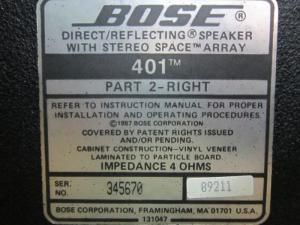 BOSE®
DIRECT/REFLECTING® SPEAKER
WITH STEREO SPACE™ ARRAY
401™
PART 2-RIGHT
REFER TO INSTRUCTION MANUAL FOR PROPER
INSTALLATION AND OPERATING PROCEDURES.
©1987 BOSE CORPORATION
COVERED BY PATENT RIGHTS ISSUED
AND/OR PENDING.
CABINET CONSTRUCTION—VINYL VENEER
LAMINATED TO PARTICLE BOARD.
IMPEDANCE 4 OHMS
SER. NO. 345670 89211
BOSE CORPORATION, FRAMINGHAM, MA 01701 U.S.A.
131047